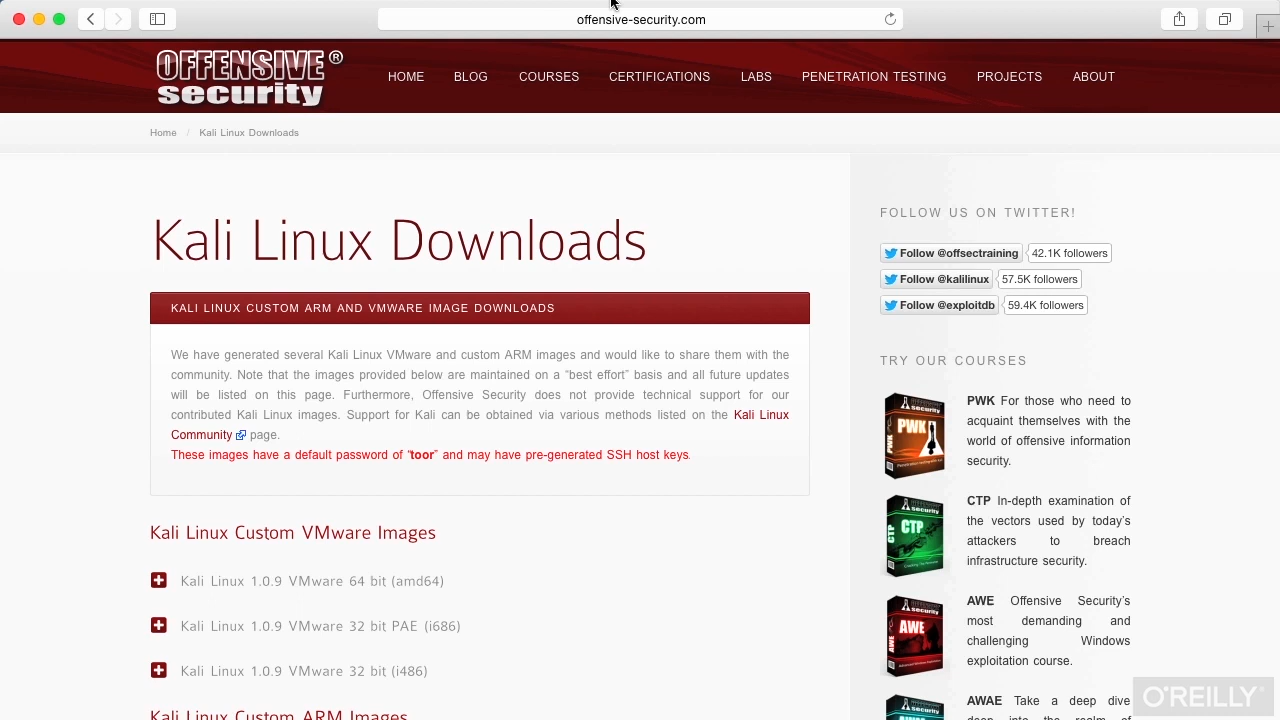 offensive-security.com
OFFENSIVE®
security
HOME BLOG COURSES CERTIFICATIONS LABS PENETRATION TESTING PROJECTS ABOUT
Home / Kali Linux Downloads
Kali Linux Downloads
KALI LINUX CUSTOM ARM AND VMWARE IMAGE DOWNLOADS
We have generated several Kali Linux VMware and custom ARM images and would like to share them with the
community. Note that the images provided below are maintained on a “best effort” basis and all future updates
will be listed on this page. Furthermore, Offensive Security does not provide technical support for our
contributed Kali Linux images. Support for Kali can be obtained via various methods listed on the Kali Linux
Community page.
These images have a default password of “toor” and may have pre-generated SSH host keys.
Kali Linux Custom VMware Images
Kali Linux 1.0.9 VMware 64 bit (amd64)
Kali Linux 1.0.9 VMware 32 bit PAE (i686)
Kali Linux 1.0.9 VMware 32 bit (i486)
Kali Linux Custom ARM Images
FOLLOW US ON TWITTER!
Follow @offsectraining 42.1K followers
Follow @kalilinux 57.5K followers
Follow @exploitdb 59.4K followers
TRY OUR COURSES
security
PWK
PWK
PWK For those who need to
acquaint themselves with the
world of offensive information
security.
security
CTP
CTP
CTP In-depth examination of
the vectors used by today’s
attackers to breach
infrastructure security.
security
AWE
AWE
AWE Offensive Security’s
most demanding and
challenging Windows
exploitation course.
security
AWAE Take a deep dive
deep into the realm of
O'REILLY®